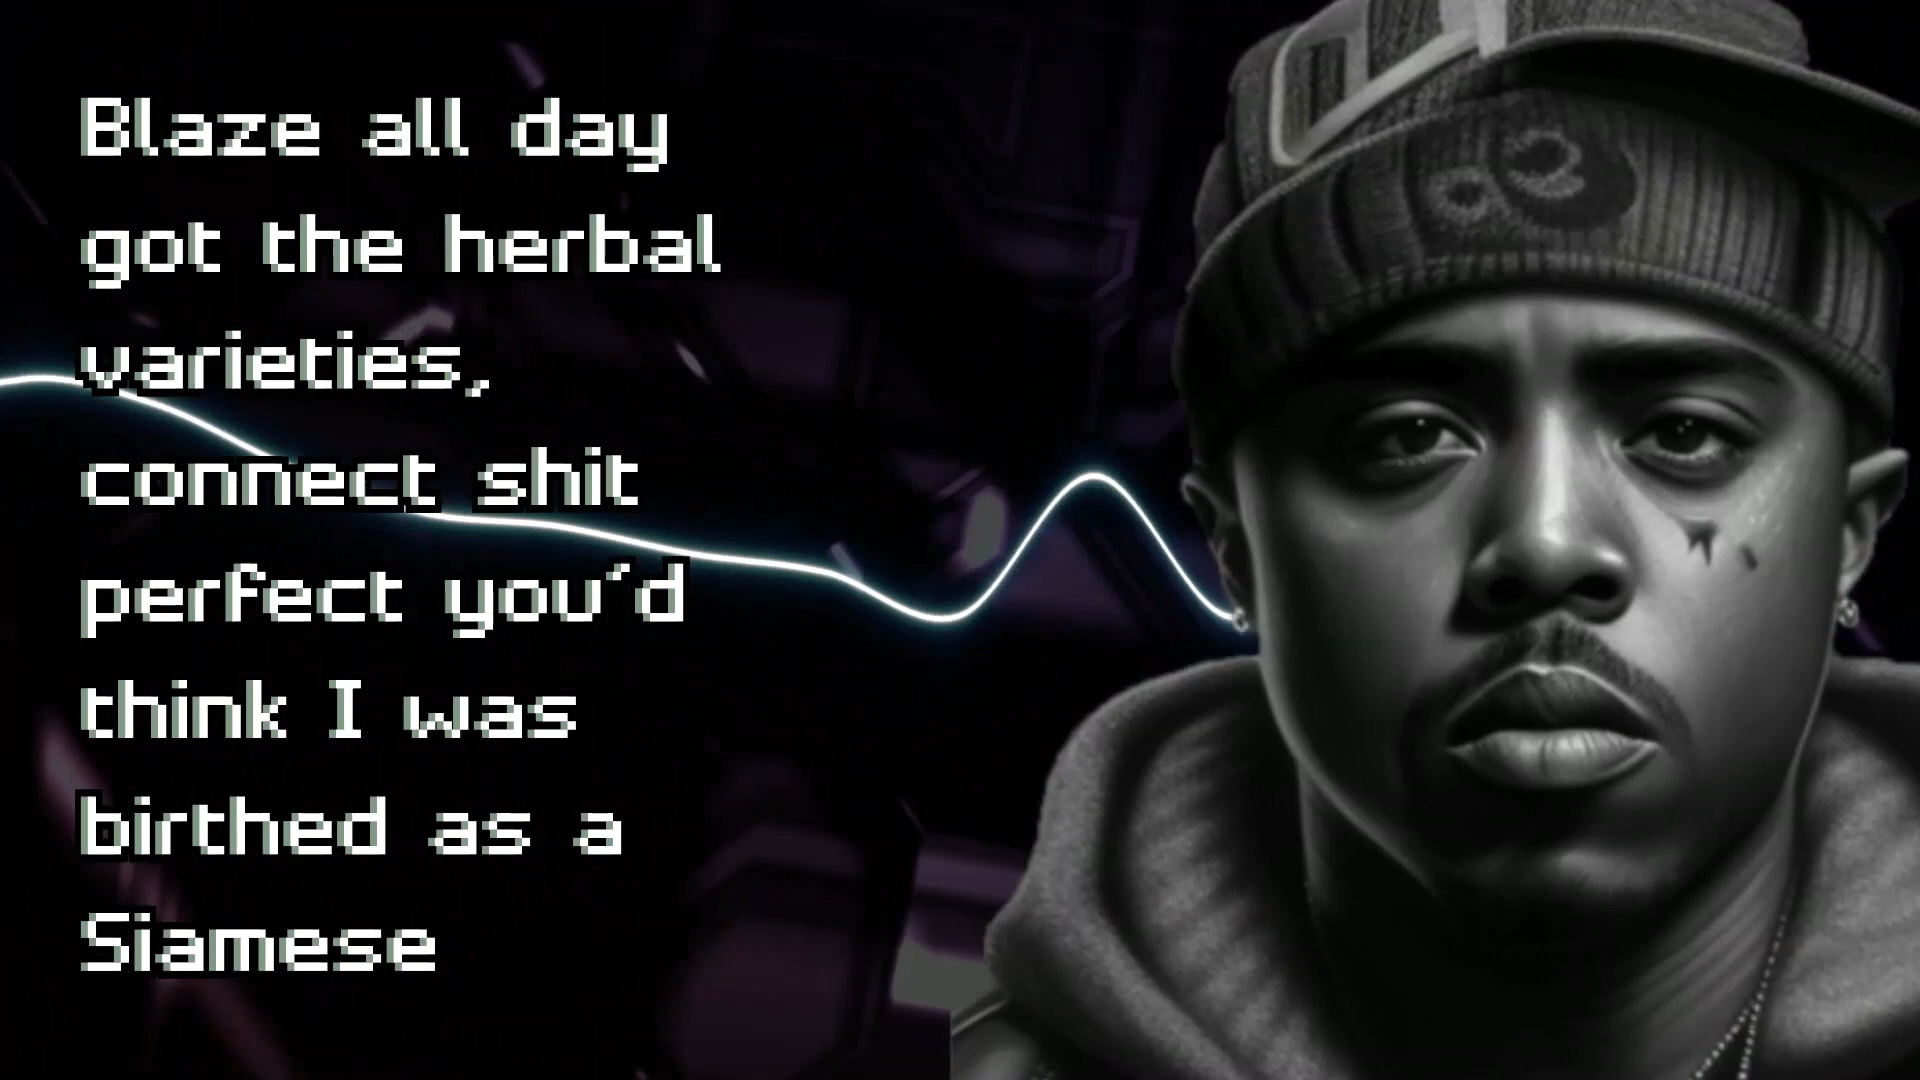 Blaze all day
got the herbal
varieties,
connect shit
perfect you'd
think I was
birthed as a
Siamese